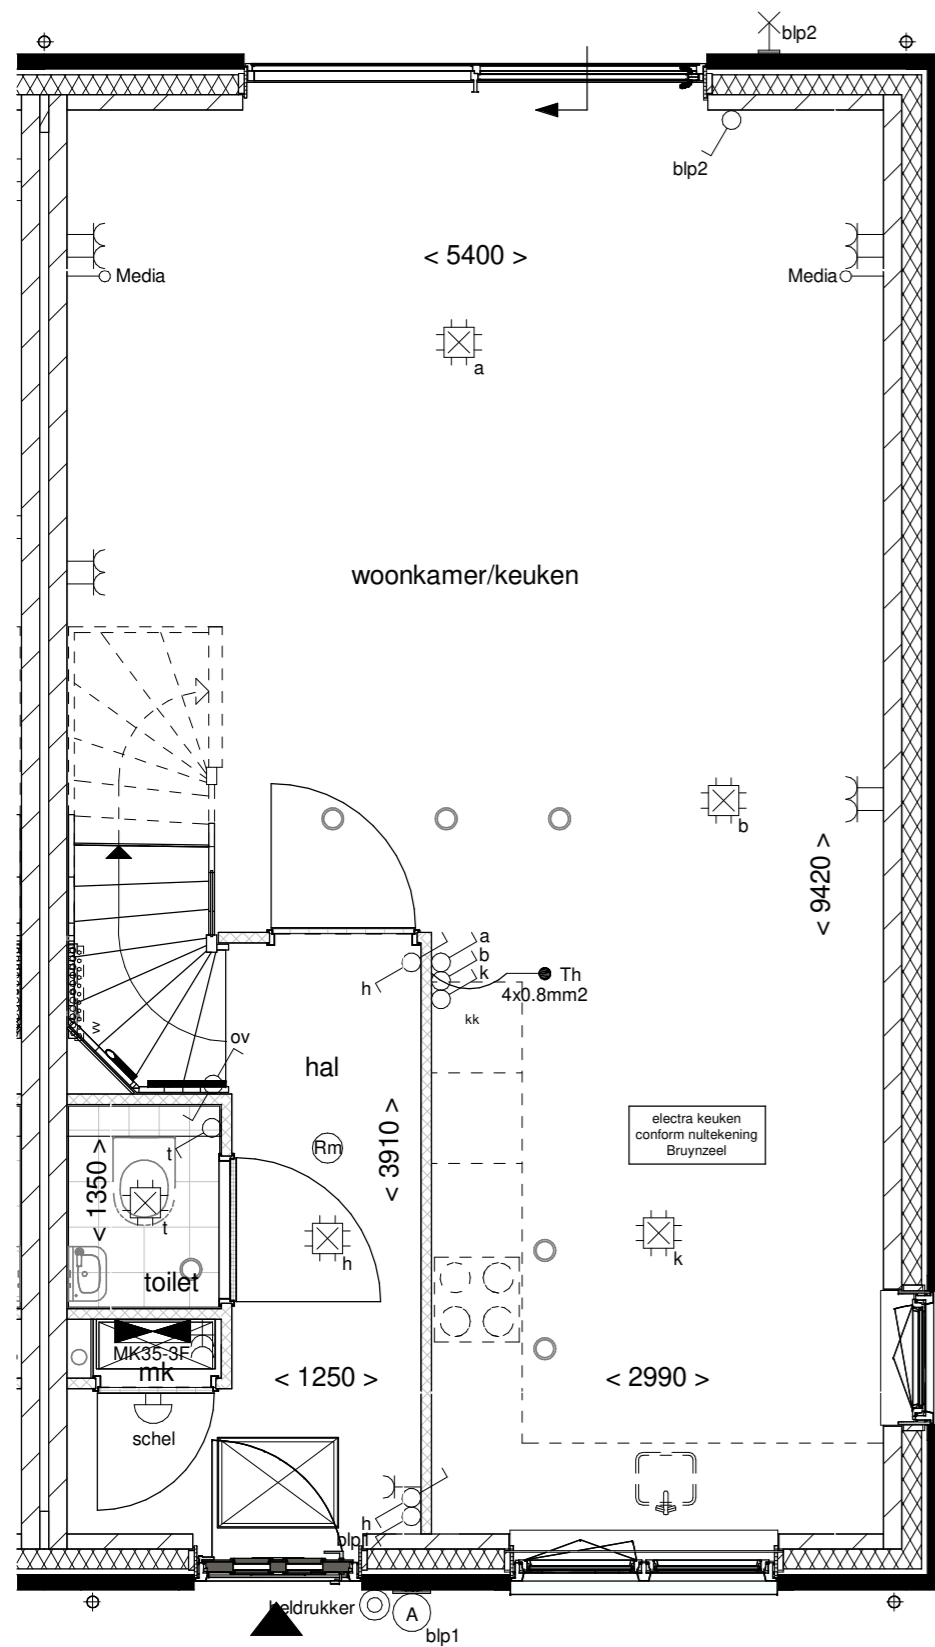 blp2
blp2
< 5400 >
Media
Media
a
woonkamer/keuken
b
< 9420 >
a
b
k
h
Th
4x0.8mm2
kk
w
ov
hal
electra keuken
conform nultekening
Bruynzeel
< 3910 >
Rm
t
< 1350 >
t
h
k
toilet
MK35-3F
mk
< 1250 >
< 2990 >
schel
h
blp1
beldrukker
A
blp1